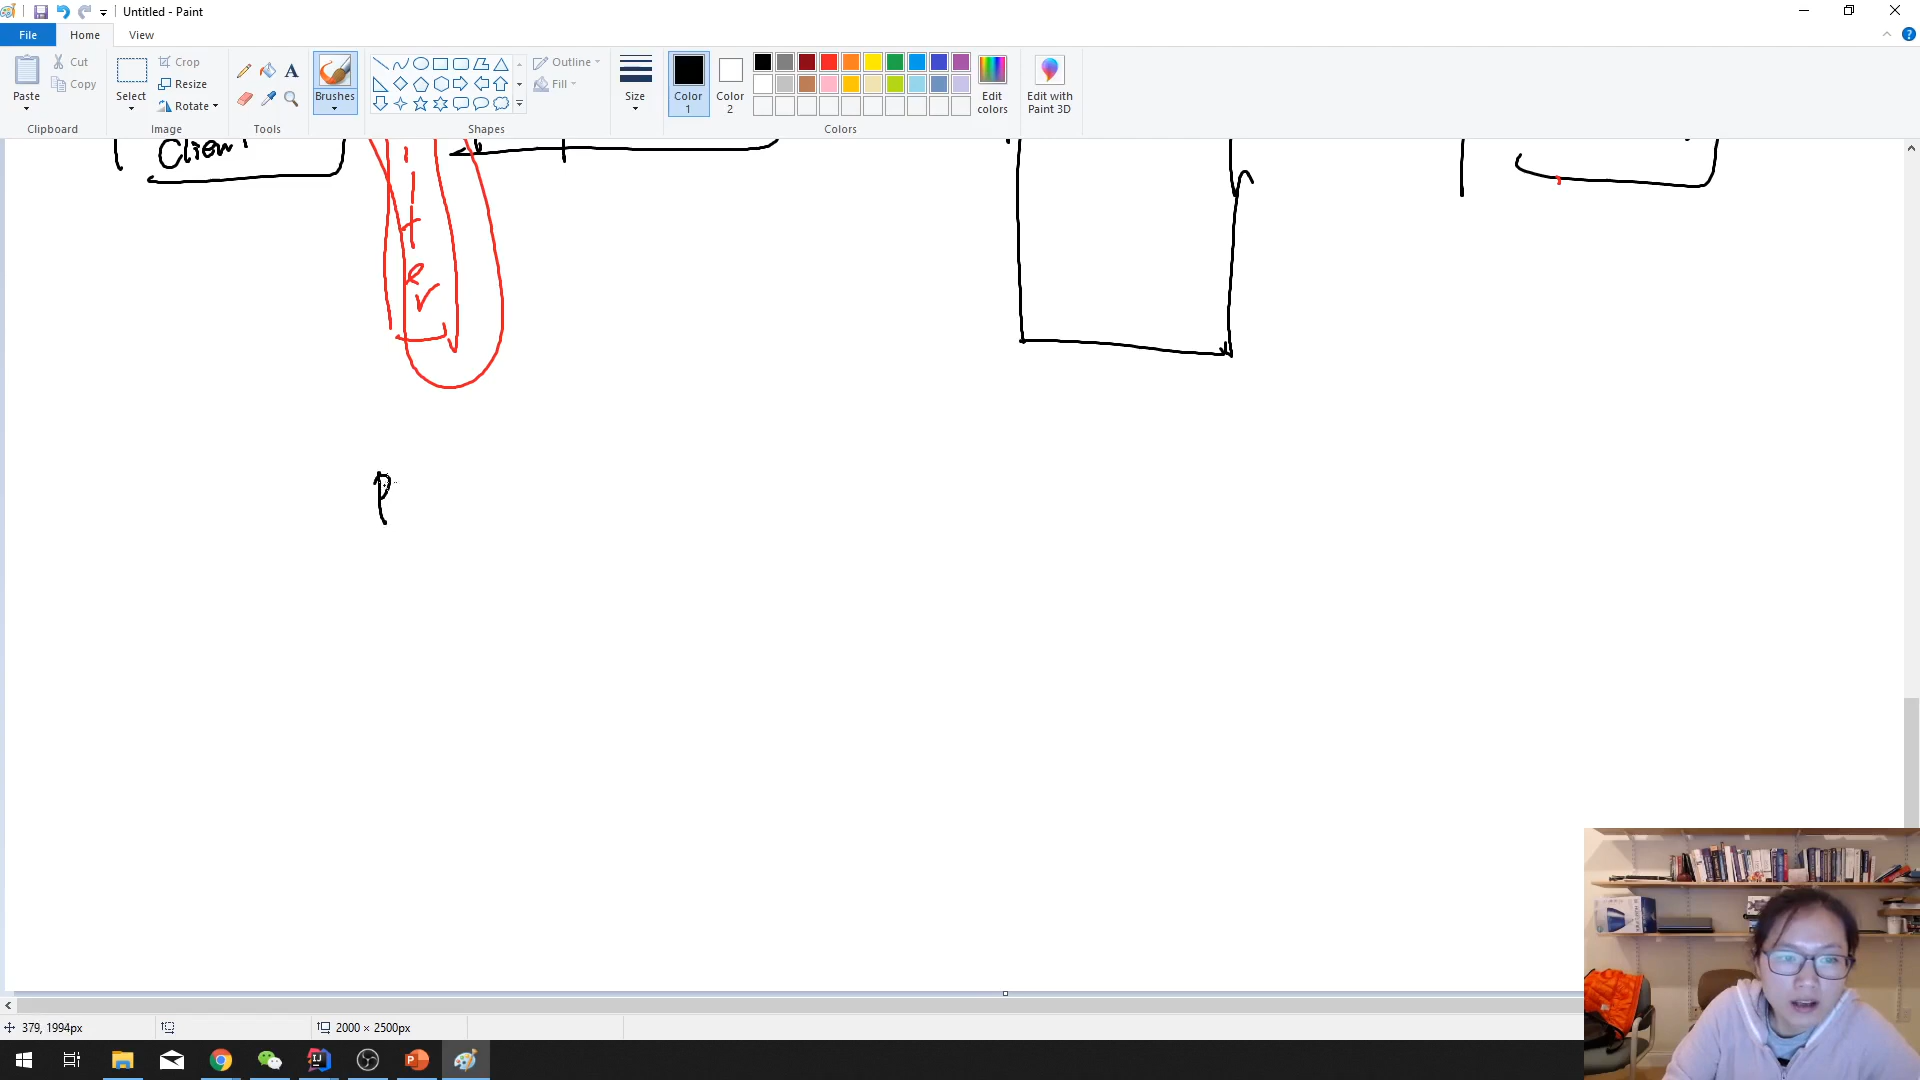 Untitled - Paint
File
Home
View
Paste
Cut
Copy
Clipboard
Select
Crop
Resize
Rotate
Image
A
Tools
Brushes
Outline
Fill
Shapes
Size
Color 1
Color 2
Edit colors
Edit with Paint 3D
Colors
Client
i
t
e
r
P
379, 1994px
2000 × 2500px